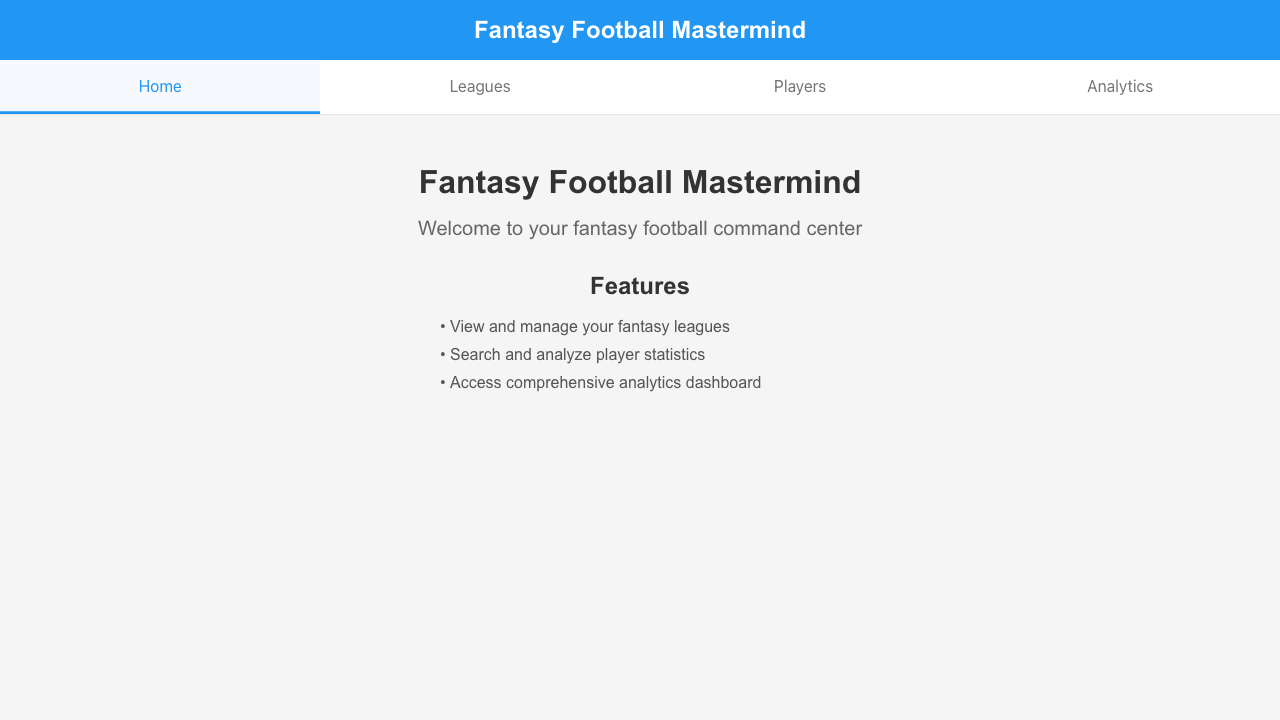 Fantasy Football Mastermind
Home Leagues Players Analytics
Fantasy Football Mastermind
Welcome to your fantasy football command center
Features
• View and manage your fantasy leagues
• Search and analyze player statistics
• Access comprehensive analytics dashboard